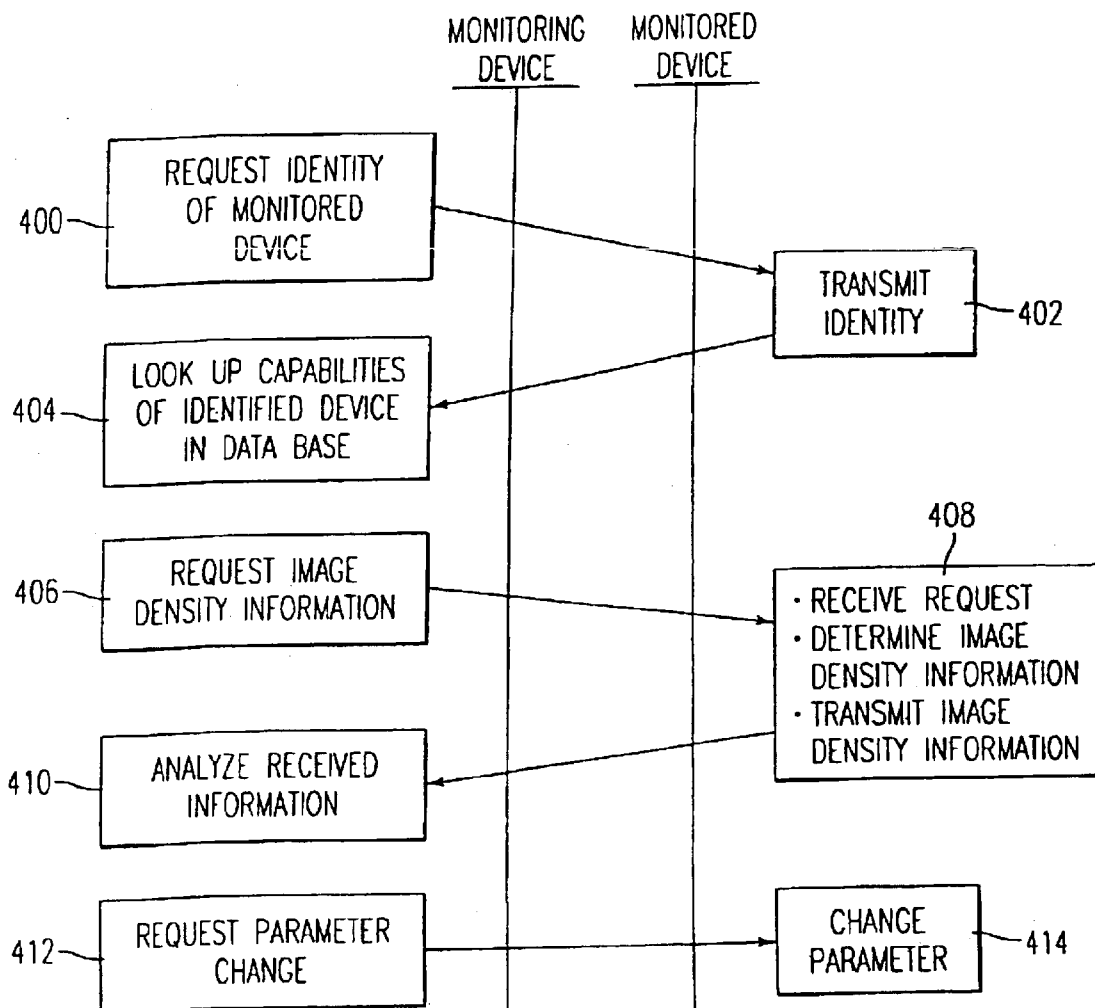 MONITORING
DEVICE
MONITORED
DEVICE
400
REQUEST IDENTITY
OF MONITORED
DEVICE
TRANSMIT
IDENTITY
402
404
LOOK UP CAPABILITIES
OF IDENTIFIED DEVICE
IN DATA BASE
406
REQUEST IMAGE
DENSITY INFORMATION
408
· RECEIVE REQUEST
· DETERMINE IMAGE
DENSITY INFORMATION
· TRANSMIT IMAGE
DENSITY INFORMATION
410
ANALYZE RECEIVED
INFORMATION
412
REQUEST PARAMETER
CHANGE
CHANGE
PARAMETER
414